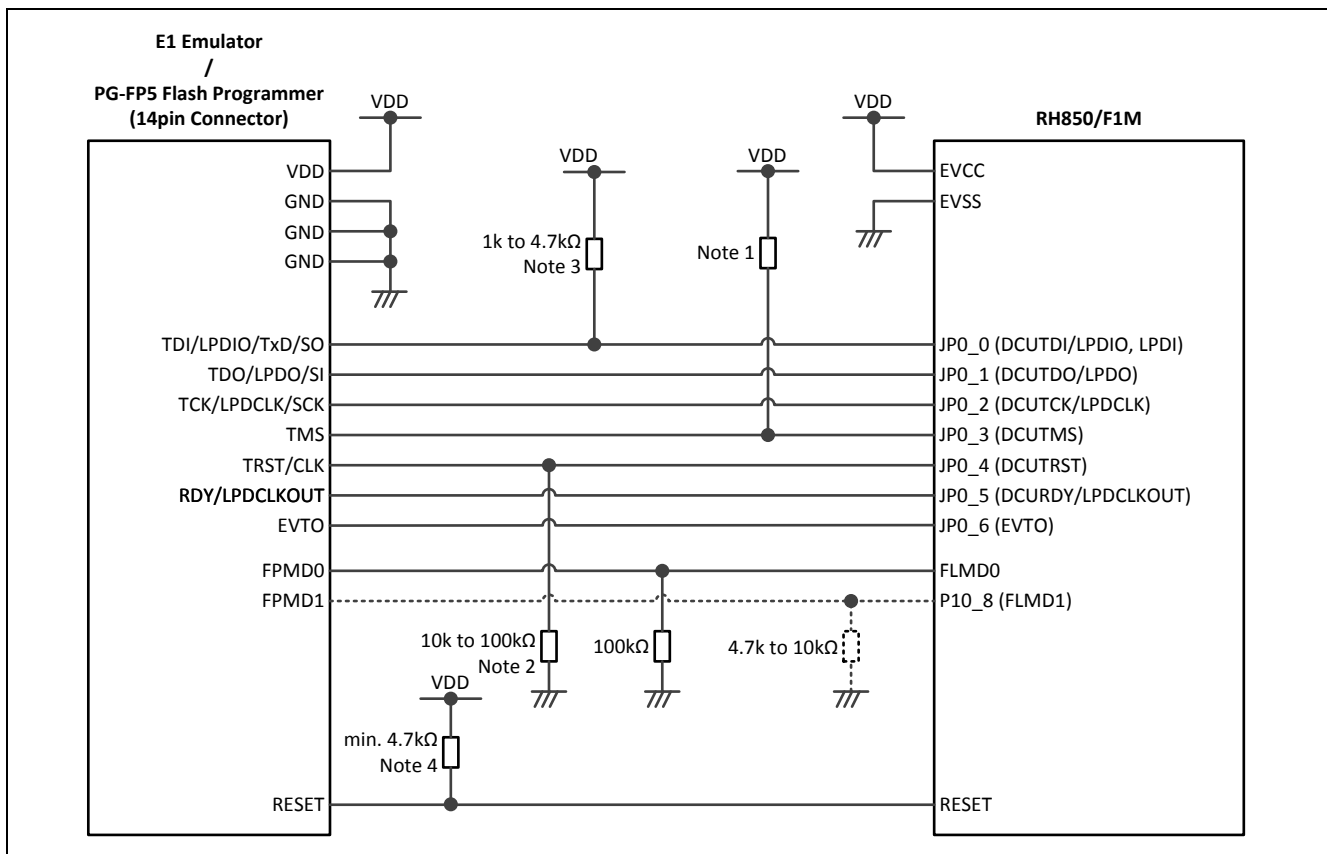 E1 Emulator
/
PG-FP5 Flash Programmer
(14pin Connector)
VDD
VDD
RH850/F1M
VDD
VDD
VDD
EVCC
GND
EVSS
GND
GND
1k to 4.7kΩ
Note 3
Note 1
TDI/LPDIO/TxD/SO
JP0_0 (DCUTDI/LPDIO, LPDI)
TDO/LPDO/SI
JP0_1 (DCUTDO/LPDO)
TCK/LPDCLK/SCK
JP0_2 (DCUTCK/LPDCLK)
TMS
JP0_3 (DCUTMS)
TRST/CLK
JP0_4 (DCUTRST)
RDY/LPDCLKOUT
JP0_5 (DCURDY/LPDCLKOUT)
EVTO
JP0_6 (EVTO)
FPMD0
FLMD0
FPMD1
P10_8 (FLMD1)
10k to 100kΩ
Note 2
100kΩ
4.7k to 10kΩ
VDD
min. 4.7kΩ
Note 4
RESET
RESET